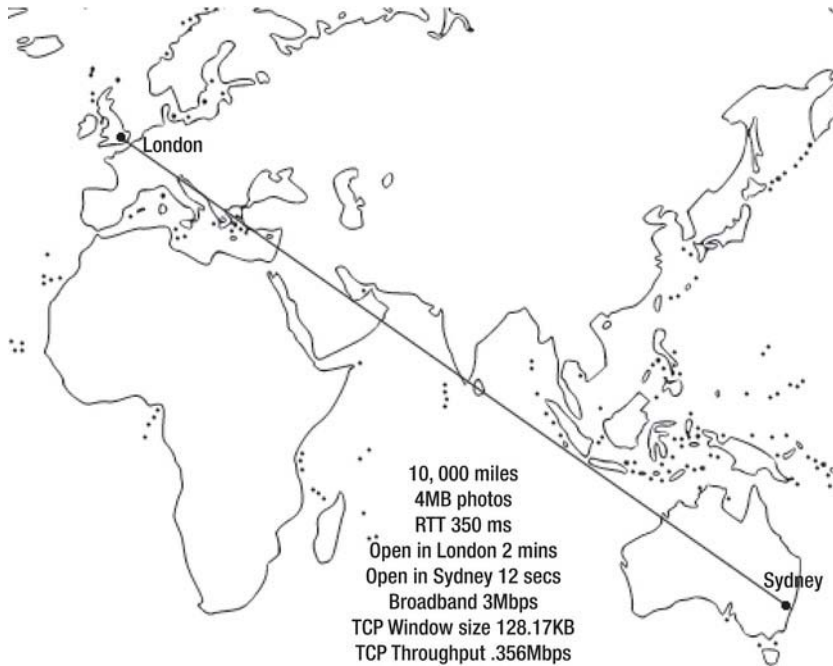 London
10, 000 miles
4MB photos
RTT 350 ms
Open in London 2 mins
Open in Sydney 12 secs
Sydney
Broadband 3Mbps
TCP Window size 128.17KB
TCP Throughput .356Mbps